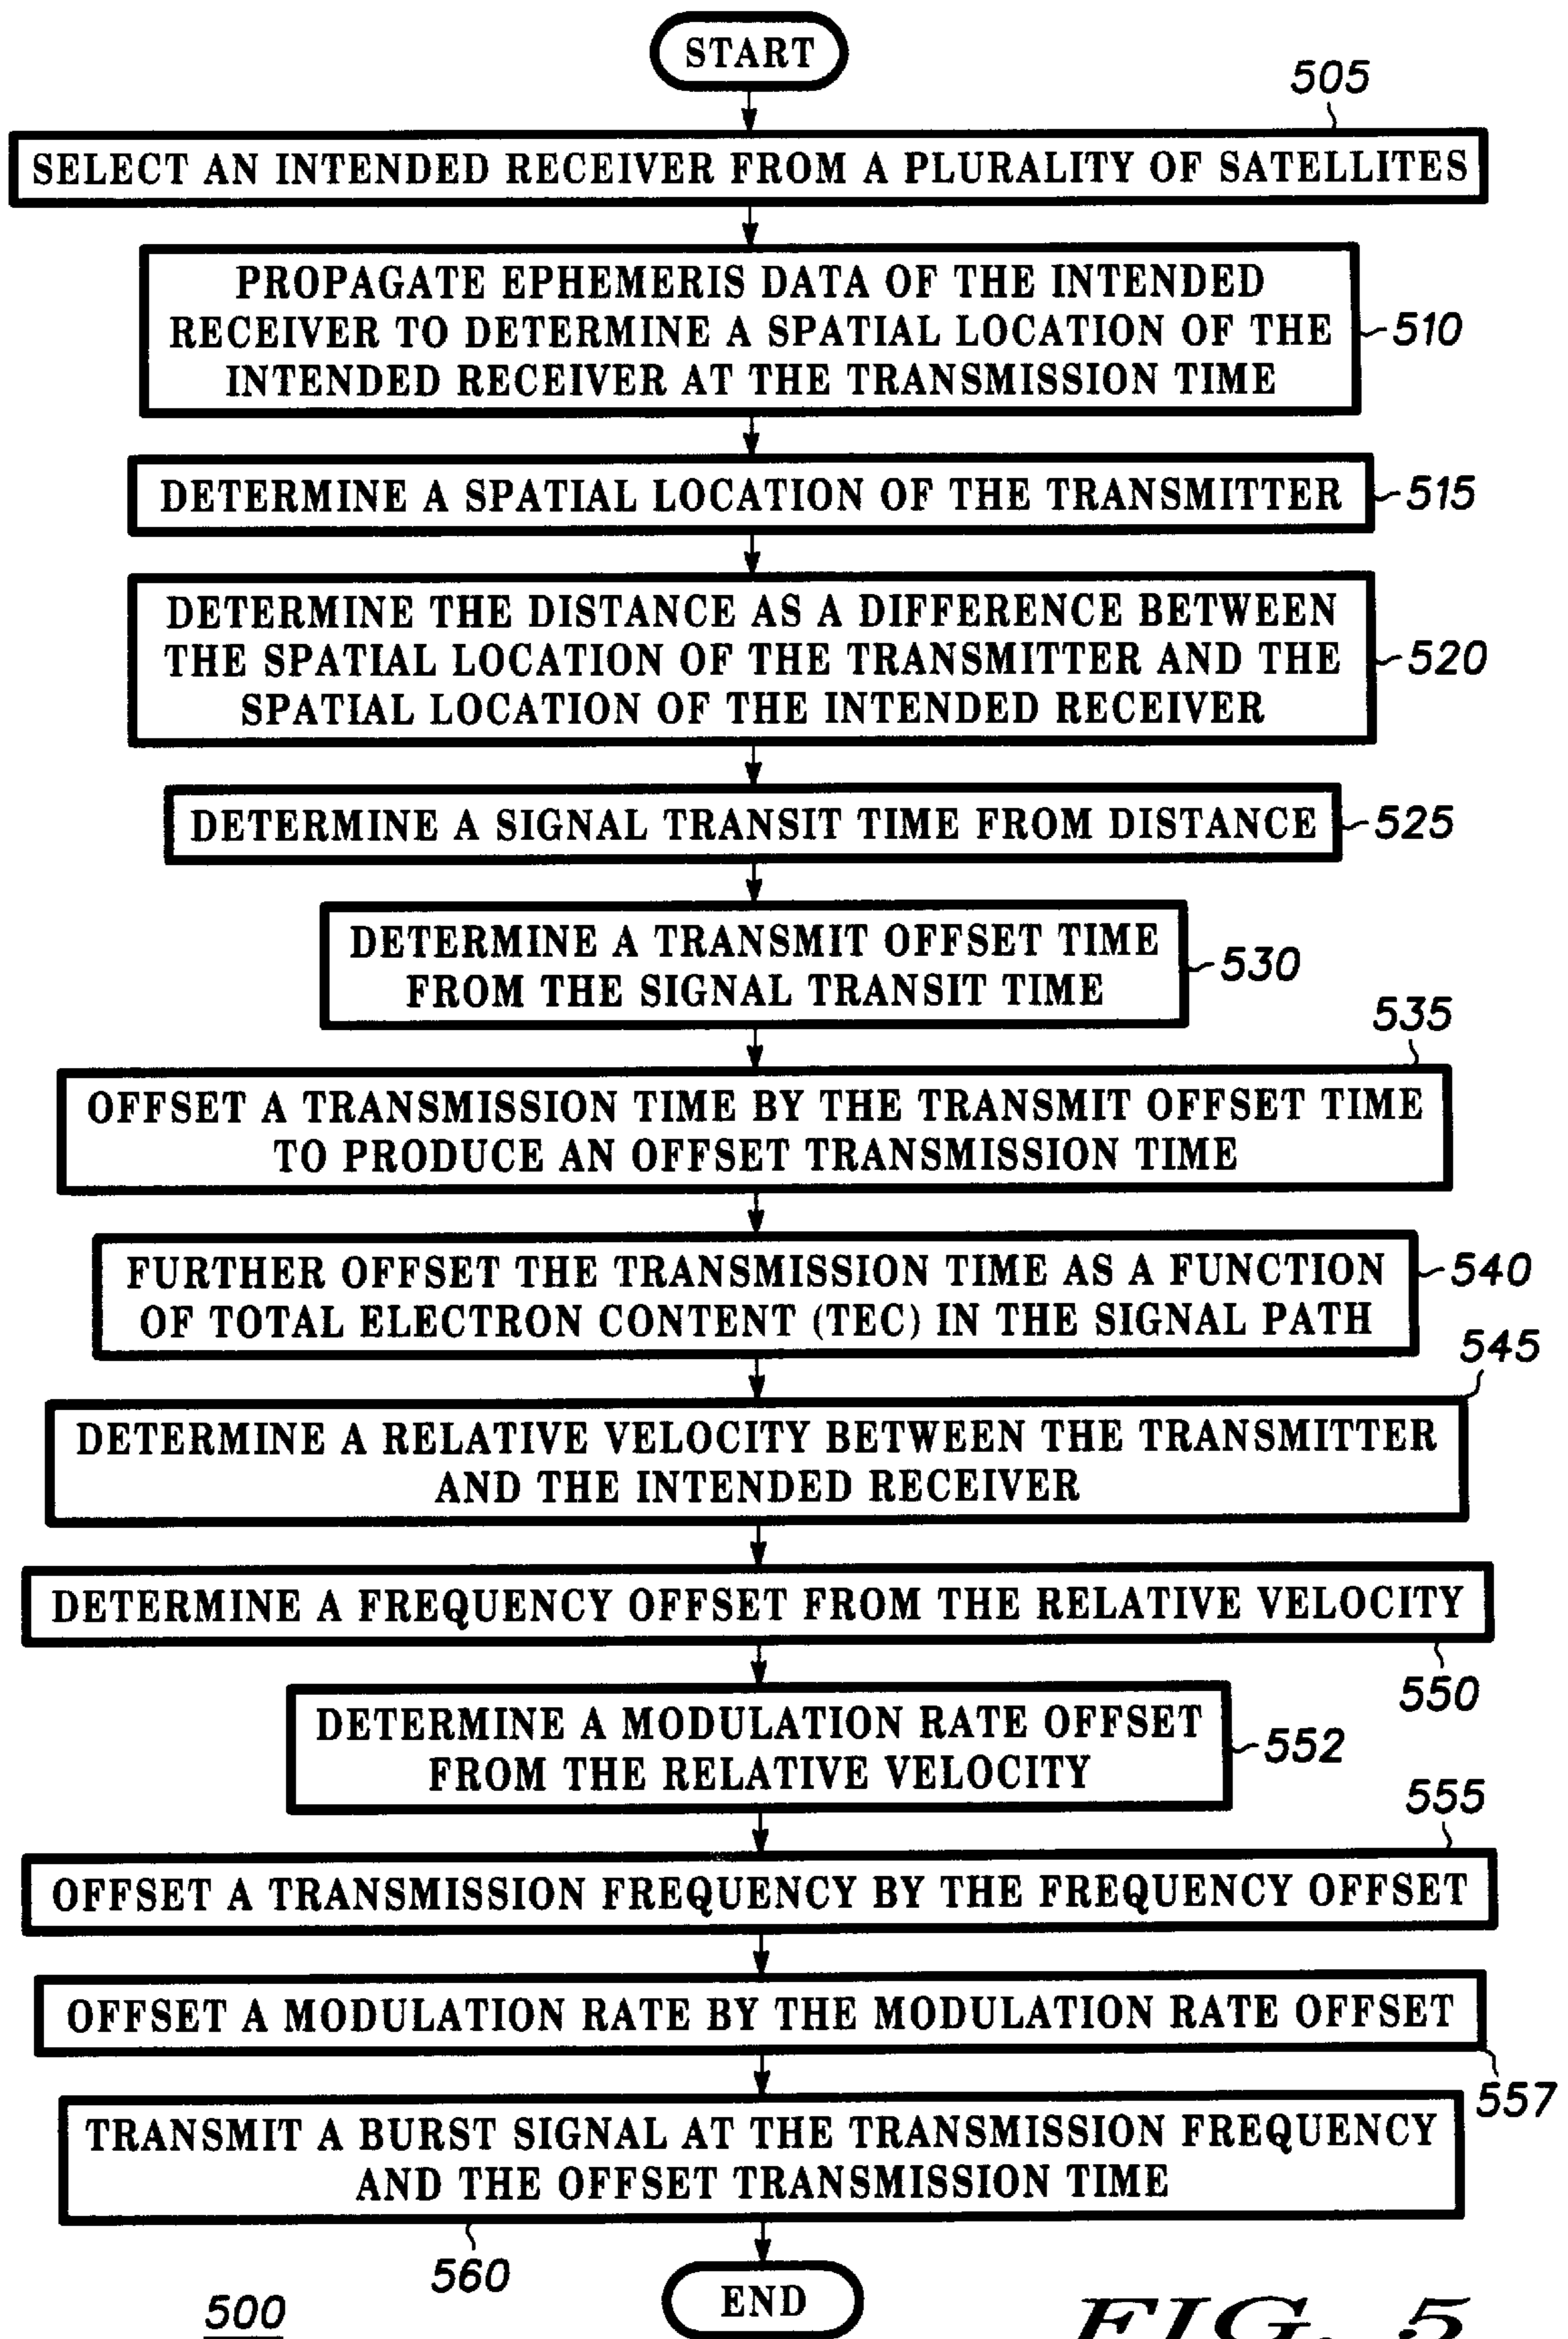 START
505
SELECT AN INTENDED RECEIVER FROM A PLURALITY OF SATELLITES
PROPAGATE EPHEMERIS DATA OF THE INTENDED
RECEIVER TO DETERMINE A SPATIAL LOCATION OF THE
INTENDED RECEIVER AT THE TRANSMISSION TIME
510
DETERMINE A SPATIAL LOCATION OF THE TRANSMITTER
515
DETERMINE THE DISTANCE AS A DIFFERENCE BETWEEN
THE SPATIAL LOCATION OF THE TRANSMITTER AND THE
SPATIAL LOCATION OF THE INTENDED RECEIVER
520
DETERMINE A SIGNAL TRANSIT TIME FROM DISTANCE
525
DETERMINE A TRANSMIT OFFSET TIME
FROM THE SIGNAL TRANSIT TIME
530
535
OFFSET A TRANSMISSION TIME BY THE TRANSMIT OFFSET TIME
TO PRODUCE AN OFFSET TRANSMISSION TIME
FURTHER OFFSET THE TRANSMISSION TIME AS A FUNCTION
OF TOTAL ELECTRON CONTENT (TEC) IN THE SIGNAL PATH
540
545
DETERMINE A RELATIVE VELOCITY BETWEEN THE TRANSMITTER
AND THE INTENDED RECEIVER
DETERMINE A FREQUENCY OFFSET FROM THE RELATIVE VELOCITY
550
DETERMINE A MODULATION RATE OFFSET
FROM THE RELATIVE VELOCITY
552
555
OFFSET A TRANSMISSION FREQUENCY BY THE FREQUENCY OFFSET
OFFSET A MODULATION RATE BY THE MODULATION RATE OFFSET
557
TRANSMIT A BURST SIGNAL AT THE TRANSMISSION FREQUENCY
AND THE OFFSET TRANSMISSION TIME
560
END
500
FIG. 5